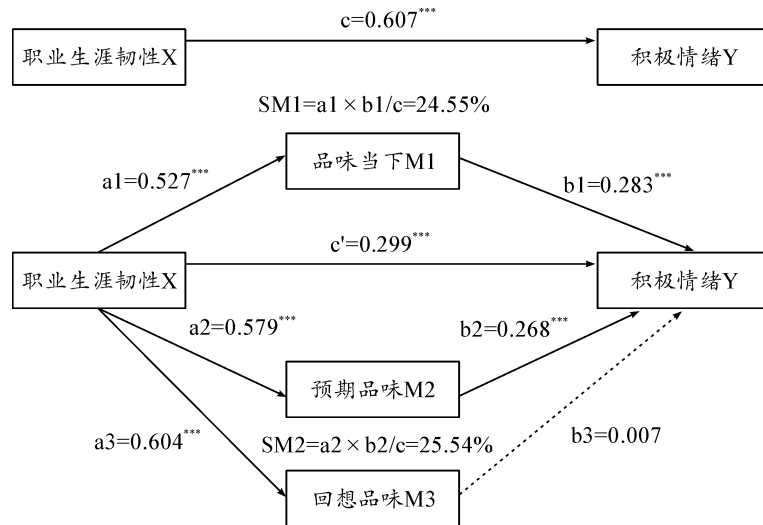 c=0.607***
职业生涯韧性X
积极情绪Y
SM1=a1×b1/c=24.55%
品味当下M1
a1=0.527***
b1=0.283***
c'=0.299***
职业生涯韧性X
积极情绪Y
a2=0.579***
b2=0.268***
预期品味M2
a3=0.604***
SM2=a2×b2/c=25.54%
b3=0.007
回想品味M3